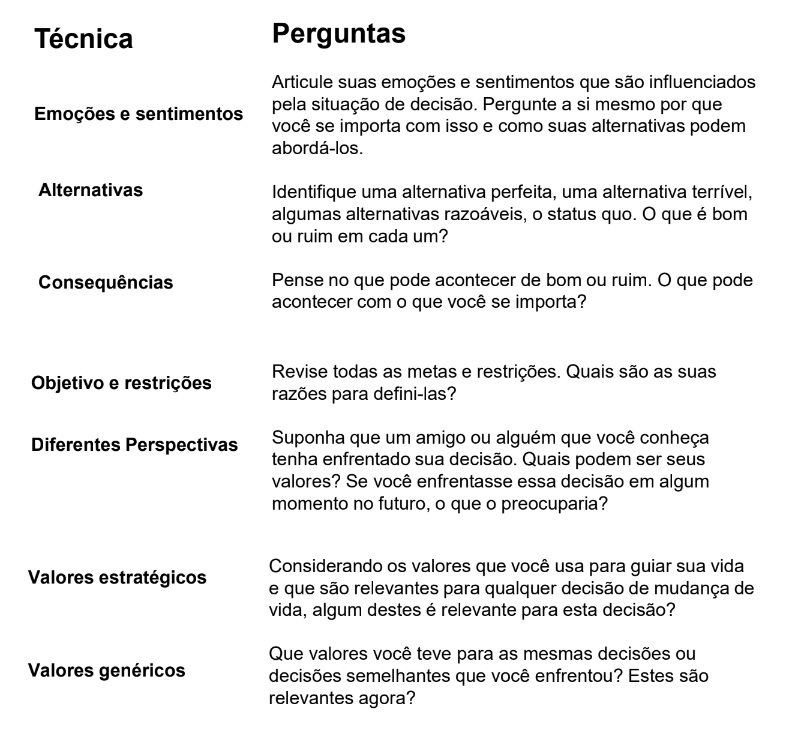 Técnica
Perguntas
Emoções e sentimentos
Articule suas emoções e sentimentos que são influenciados
pela situação de decisão. Pergunte a si mesmo por que
você se importa com isso e como suas alternativas podem
abordá-los.
Alternativas
Identifique uma alternativa perfeita, uma alternativa terrível,
algumas alternativas razoáveis, o status quo. O que é bom
ou ruim em cada um?
Consequências
Pense no que pode acontecer de bom ou ruim. O que pode
acontecer com o que você se importa?
Objetivo e restrições
Revise todas as metas e restrições. Quais são as suas
razões para defini-las?
Diferentes Perspectivas
Suponha que um amigo ou alguém que você conheça
tenha enfrentado sua decisão. Quais podem ser seus
valores? Se você enfrentasse essa decisão em algum
momento no futuro, o que o preocuparia?
Valores estratégicos
Considerando os valores que você usa para guiar sua vida
e que são relevantes para qualquer decisão de mudança de
vida, algum destes é relevante para esta decisão?
Valores genéricos
Que valores você teve para as mesmas decisões ou
decisões semelhantes que você enfrentou? Estes são
relevantes agora?